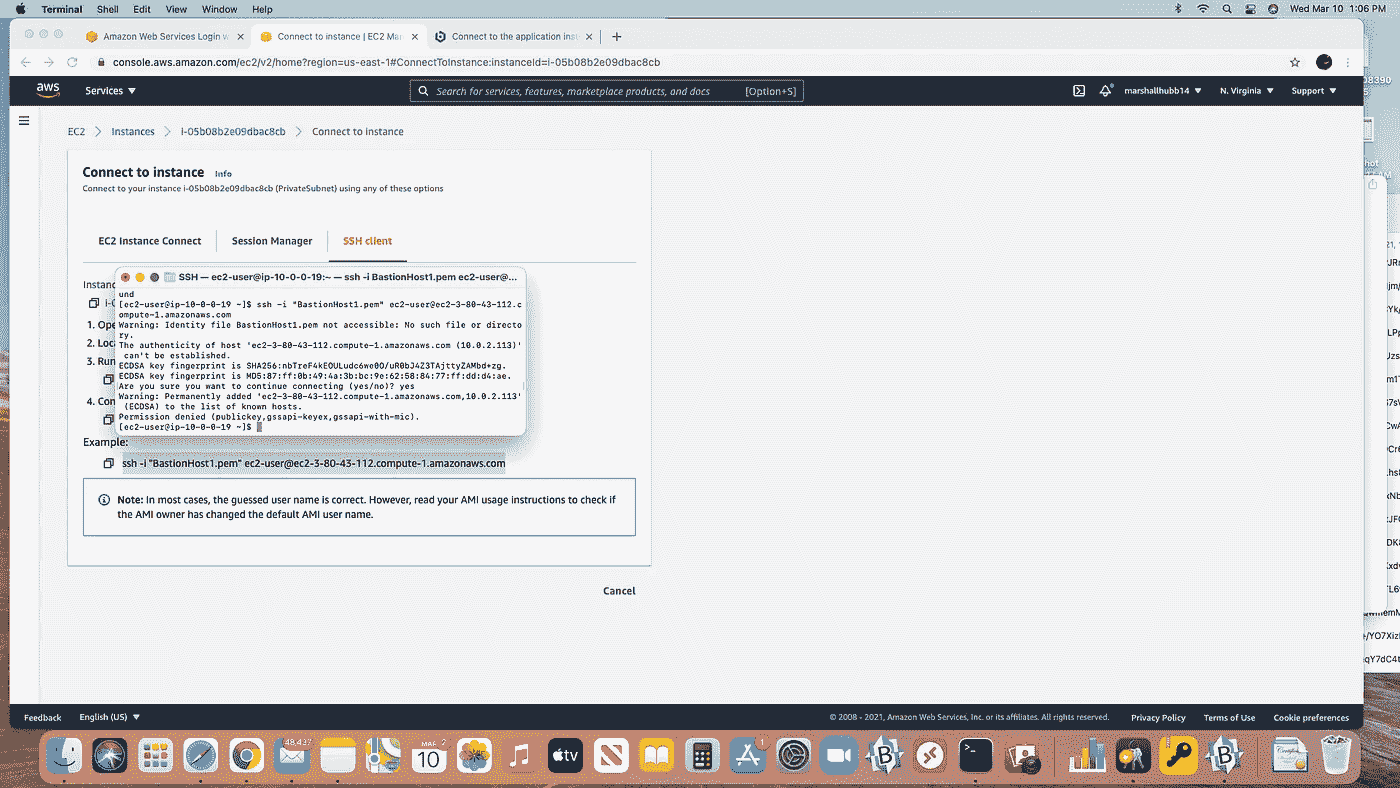 Terminal Shell Edit View Window Help
Wed Mar 10 1:06 PM
Amazon Web Services Login w
Connect to instance | EC2 Ma
Connect to the application ins
console.aws.amazon.com/ec2/v2/home?region=us-east-1#ConnectToInstance:instanceId=i-05b08b2e09dbac8cb
aws
Services
Search for services, features, marketplace products, and docs [Option+S]
marshallhubb14
N. Virginia
Support
EC2 Instances i-05b08b2e09dbac8cb Connect to instance
Connect to instance Info
Connect to your instance i-05b08b2e09dbac8cb (PrivateSubnet) using any of these options
EC2 Instance Connect Session Manager SSH client
SSH — ec2-user@ip-10-0-0-19:~ — ssh -i BastionHost1.pem ec2-user@...
Instanc
1. Ope
2. Loca
3. Run
4. Con
und
[ec2-user@ip-10-0-0-19 ~]$ ssh -i "BastionHost1.pem" ec2-user@ec2-3-80-43-112.c
ompute-1.amazonaws.com
Warning: Identity file BastionHost1.pem not accessible: No such file or directo
ry.
The authenticity of host 'ec2-3-80-43-112.compute-1.amazonaws.com (10.0.2.113)'
can't be established.
ECDSA key fingerprint is SHA256:nbTreF4kEOULudc6we0O/uR0bJ4Z3TAjttyZAMbd+zg.
ECDSA key fingerprint is MD5:87:ff:0b:49:4a:3b:bc:9e:62:58:84:77:ff:dd:d4:ae.
Are you sure you want to continue connecting (yes/no)? yes
Warning: Permanently added 'ec2-3-80-43-112.compute-1.amazonaws.com,10.0.2.113'
(ECDSA) to the list of known hosts.
Permission denied (publickey,gssapi-keyex,gssapi-with-mic).
[ec2-user@ip-10-0-0-19 ~]$
Example:
ssh -i "BastionHost1.pem" ec2-user@ec2-3-80-43-112.compute-1.amazonaws.com
Note: In most cases, the guessed user name is correct. However, read your AMI usage instructions to check if
the AMI owner has changed the default AMI user name.
Cancel
Feedback English (US)
© 2008 - 2021, Amazon Web Services, Inc. or its affiliates. All rights reserved.
Privacy Policy Terms of Use Cookie preferences
48,437
10
tv
1